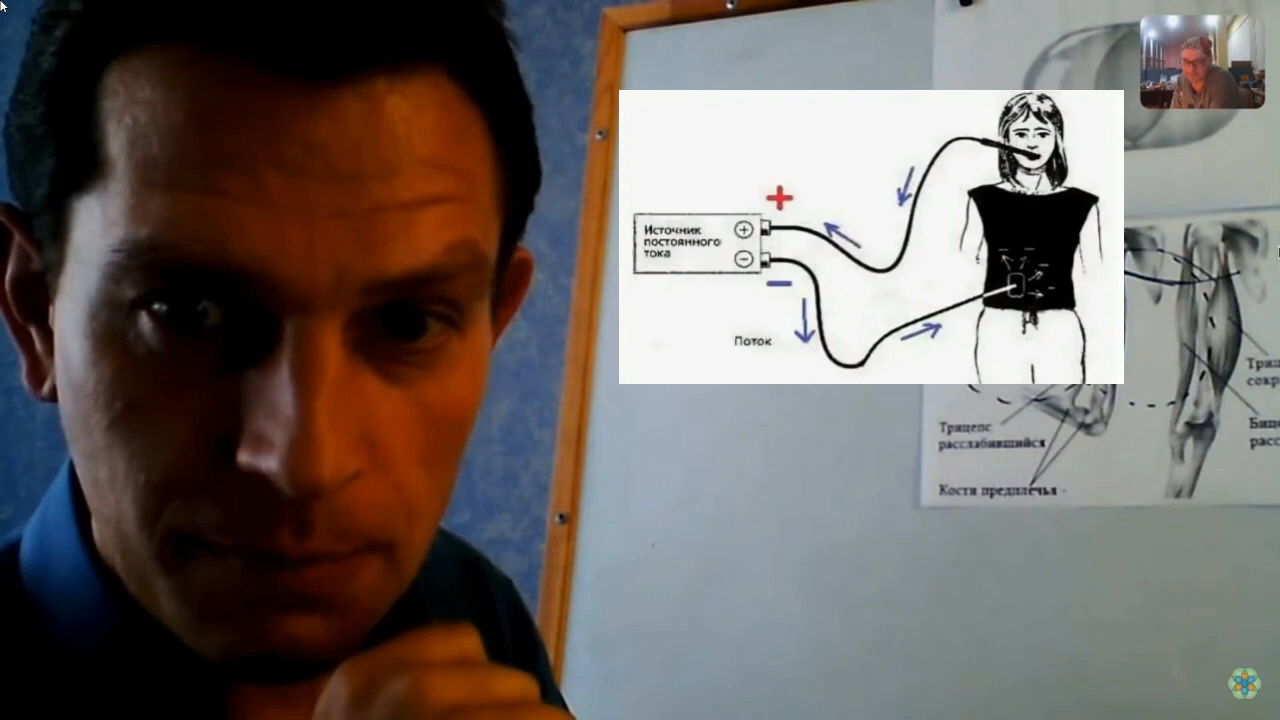 Источник
постоянного
тока
Поток
Трицепс
расслабившийся
Кости предплечья